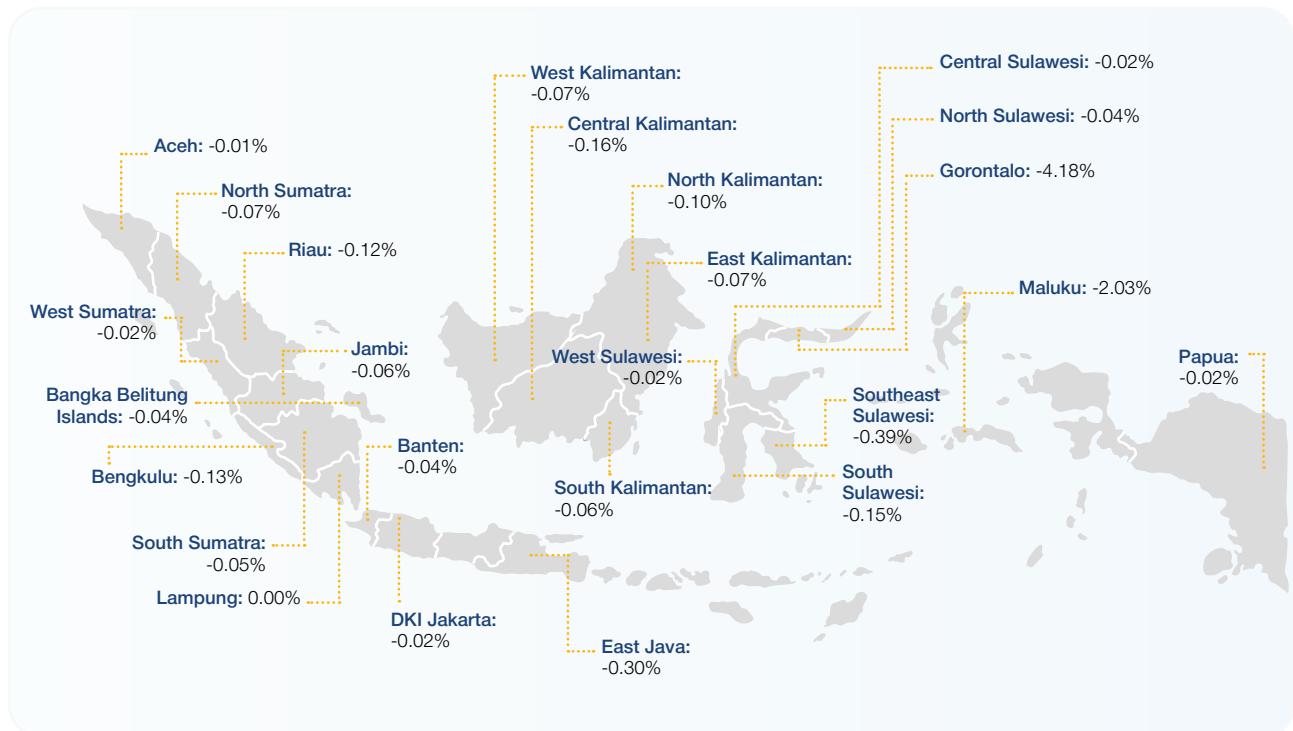 Central Sulawesi: -0.02%
West Kalimantan:
-0.07%
North Sulawesi: -0.04%
Central Kalimantan:
-0.16%
Aceh: -0.01%
Gorontalo: -4.18%
North Kalimantan:
-0.10%
North Sumatra:
-0.07%
Riau: -0.12%
East Kalimantan:
-0.07%
Maluku: -2.03%
West Sumatra:
-0.02%
Jambi:
-0.06%
West Sulawesi:
-0.02%
Papua:
-0.02%
Bangka Belitung
Islands: -0.04%
Southeast
Sulawesi:
-0.39%
Banten:
-0.04%
Bengkulu: -0.13%
South
Sulawesi:
-0.15%
South Kalimantan:
-0.06%
South Sumatra:
-0.05%
Lampung: 0.00%
DKI Jakarta:
-0.02%
East Java:
-0.30%